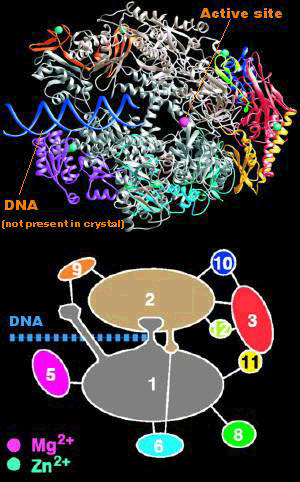 Active site
DNA
(not present in crystal)
10
9
2
3
12
DNA
11
1
5
8
6
Mg2+
Zn2+